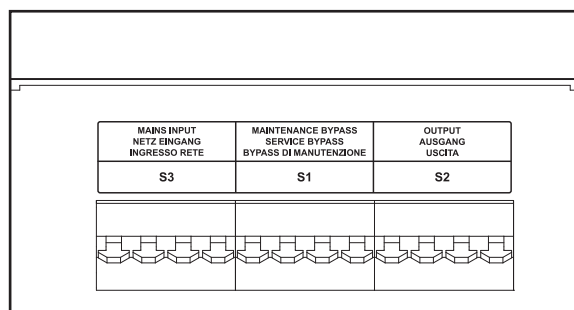 MAINS INPUT
NETZ EINGANG
INGRESSO RETE
S3
MAINTENANCE BYPASS
SERVICE BYPASS
BYPASS DI MANUTENZIONE
S1
OUTPUT
AUSGANG
USCITA
S2